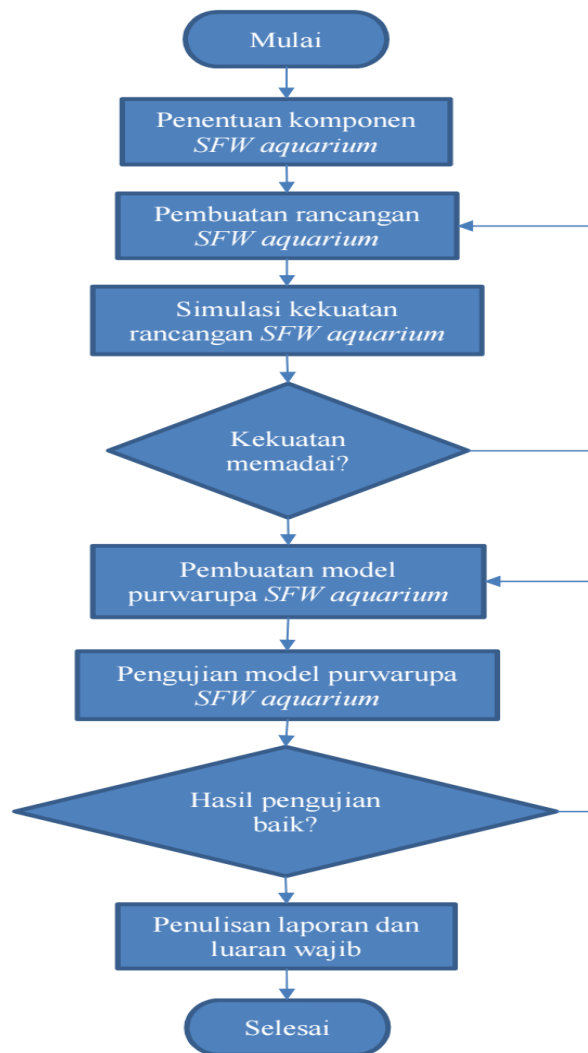 Mulai
Penentuan komponen
SFW aquarium
Pembuatan rancangan
SFW aquarium
Simulasi kekuatan
rancangan SFW aquarium
Kekuatan
memadai?
Pembuatan model
purwarupa SFW aquarium
Pengujian model purwarupa
SFW aquarium
Hasil pengujian
baik?
Penulisan laporan dan
luaran wajib
Selesai